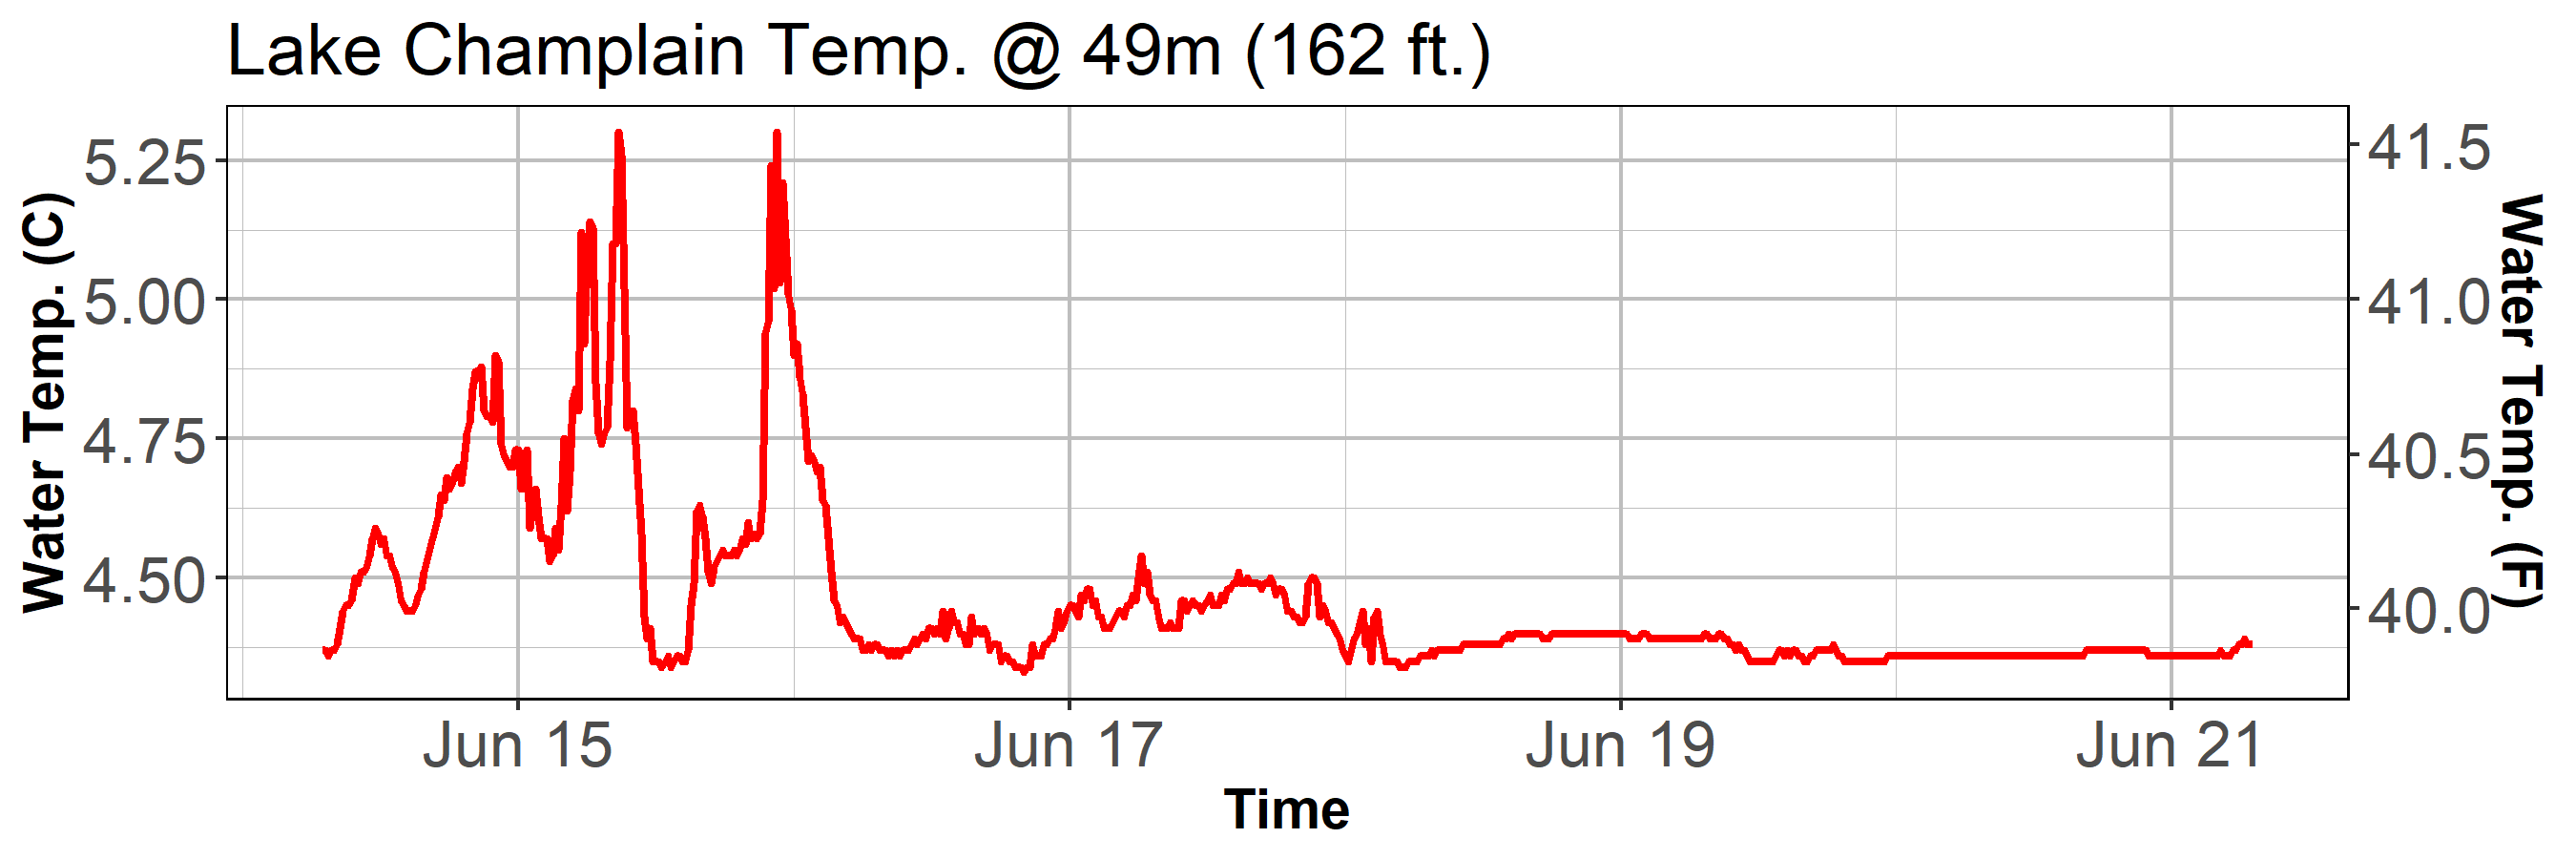 Lake Champlain Temp. @ 49m (162 ft.)
Water Temp. (C)
5.25
5.00
4.75
4.50
41.5
41.0
40.5
40.0
Water Temp. (F)
Jun 15 Jun 17 Jun 19 Jun 21
Time